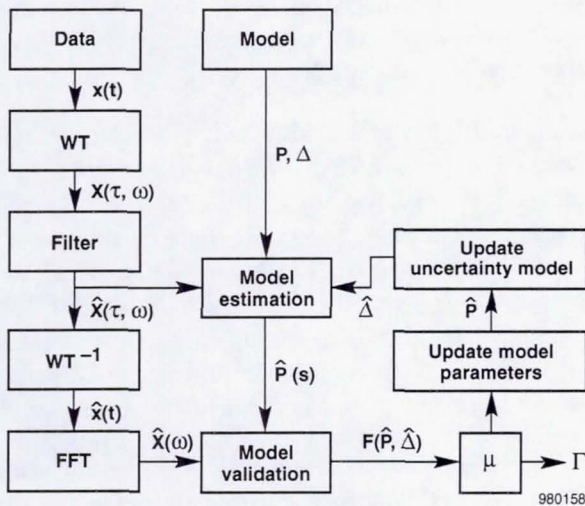 Data
Model
x(t)
WT
P, Δ
X(τ, ω)
Filter
Update
uncertainty model
Model
estimation
X̂(τ, ω)
Δ̂
P̂
WT⁻¹
Update model
parameters
P̂(s)
x̂(t)
X̂(ω)
F(P̂, Δ̂)
FFT
Model
validation
μ
Γ
980158